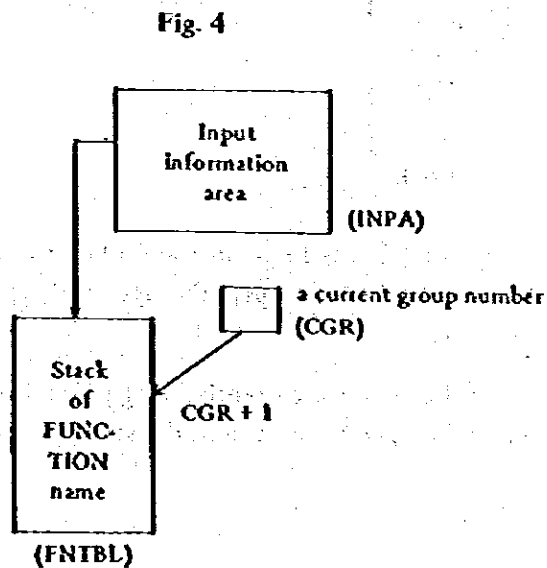 Fig. 4
Input
information
area
(INPA)
a current group number
(CGR)
Stack
of
FUNC-
TION
name
CGR + 1
(FNTBL)